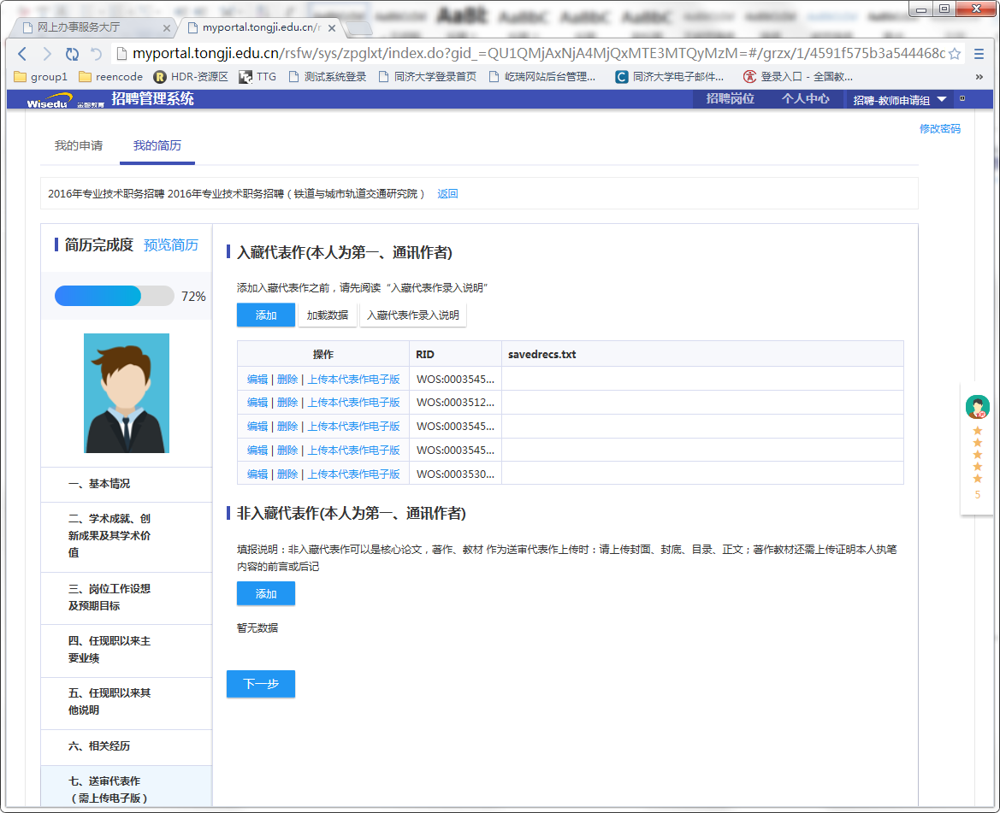 网上办事服务大厅
myportal.tongji.edu.cn/r
myportal.tongji.edu.cn/rsfw/sys/zpglxt/index.do?gid_=QU1QMjAxNjA4MjQxMTE3MTQyMzM=#/grzx/1/4591f575b3a544468c
group1 reencode HDR-资源区 TTG 测试系统登录 同济大学登录首页 屹瑞网站后台管理... 同济大学电子邮件... 登录入口 - 全国教... »
Wisedu 金智教育 招聘管理系统 招聘岗位 个人中心 招聘-教师申请组
修改密码
我的申请 我的简历
2016年专业技术职务招聘 2016年专业技术职务招聘（铁道与城市轨道交通研究院） 返回
简历完成度 预览简历
72%
一、基本情况
二、学术成就、创
新成果及其学术价
值
三、岗位工作设想
及预期目标
四、任现职以来主
要业绩
五、任现职以来其
他说明
六、相关经历
七、送审代表作
（需上传电子版）
入藏代表作(本人为第一、通讯作者)
添加入藏代表作之前，请先阅读“入藏代表作录入说明”
添加 加载数据 入藏代表作录入说明
操作 RID savedrecs.txt
编辑 | 删除 | 上传本代表作电子版 WOS:0003545...
编辑 | 删除 | 上传本代表作电子版 WOS:0003512...
编辑 | 删除 | 上传本代表作电子版 WOS:0003545...
编辑 | 删除 | 上传本代表作电子版 WOS:0003545...
编辑 | 删除 | 上传本代表作电子版 WOS:0003530...
非入藏代表作(本人为第一、通讯作者)
填报说明：非入藏代表作可以是核心论文，著作、教材 作为送审代表作上传时：请上传封面、封底、目录、正文；著作教材还需上传证明本人执笔
内容的前言或后记
添加
暂无数据
下一步
5